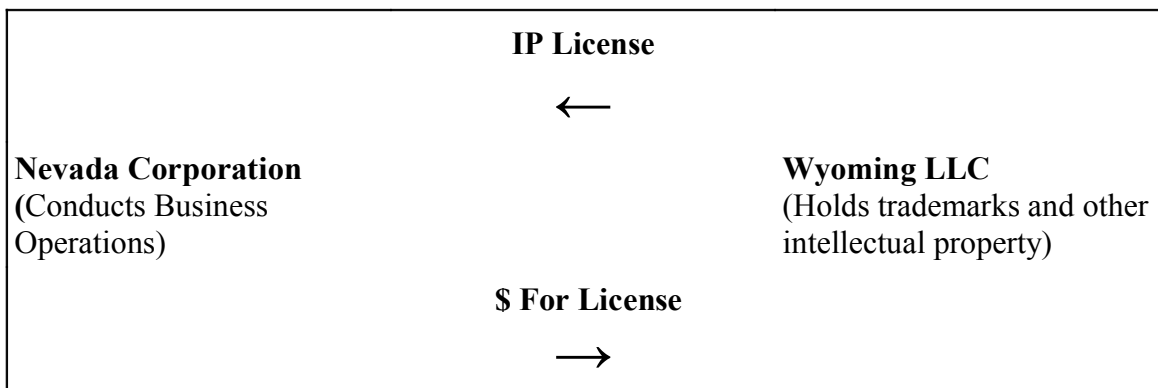 IP License
←
Nevada Corporation
(Conducts Business
Operations)
Wyoming LLC
(Holds trademarks and other
intellectual property)
$ For License
→